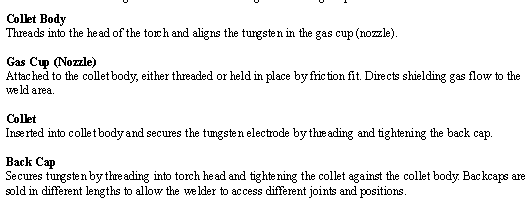 Collet Body
Threads into the head of the torch and aligns the tungsten in the gas cup (nozzle).
Gas Cup (Nozzle)
Attached to the collet body, either threaded or held in place by friction fit. Directs shielding gas flow to the
weld area.
Collet
Inserted into collet body and secures the tungsten electrode by threading and tightening the back cap.
Back Cap
Secures tungsten by threading into torch head and tightening the collet against the collet body. Backcaps are
sold in different lengths to allow the welder to access different joints and positions.